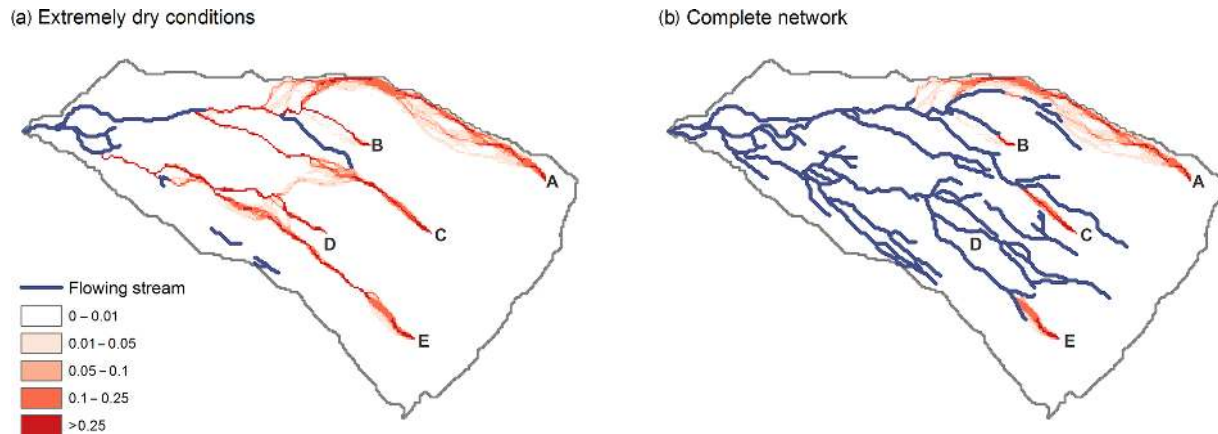 (a) Extremely dry conditions
(b) Complete network
B
A
C
D
E
Flowing stream
0 – 0.01
0.01 – 0.05
0.05 – 0.1
0.1 – 0.25
>0.25
B
A
C
D
E